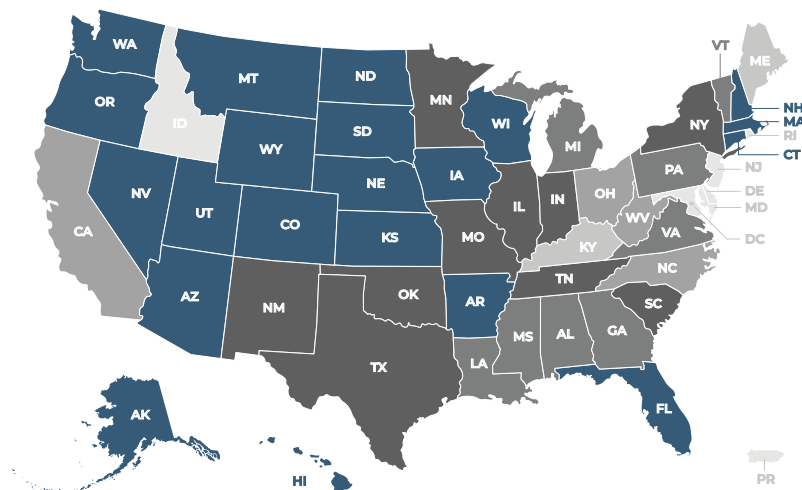 VT
WA
ME
MT
ND
MN
OR
NH
ID
WI
NY
MA
SD
RI
MI
WY
CT
PA
NJ
IA
NE
DE
NV
OH
IN
IL
MD
UT
WV
CO
VA
CA
KS
MO
DC
KY
NC
TN
AZ
OK
AR
SC
NM
GA
MS
AL
LA
TX
FL
AK
PR
HI